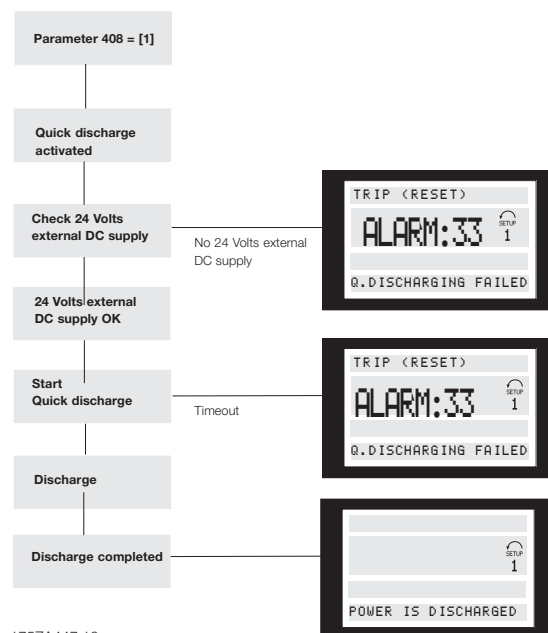 Parameter 408 = [1]
Quick discharge
activated
Check 24 Volts
external DC supply
No 24 Volts external
DC supply
TRIP (RESET)
ALARM:33
SETUP
1
Q.DISCHARGING FAILED
24 Volts external
DC supply OK
Start
Quick discharge
Timeout
TRIP (RESET)
ALARM:33
SETUP
1
Q.DISCHARGING FAILED
Discharge
Discharge completed
SETUP
1
POWER IS DISCHARGED